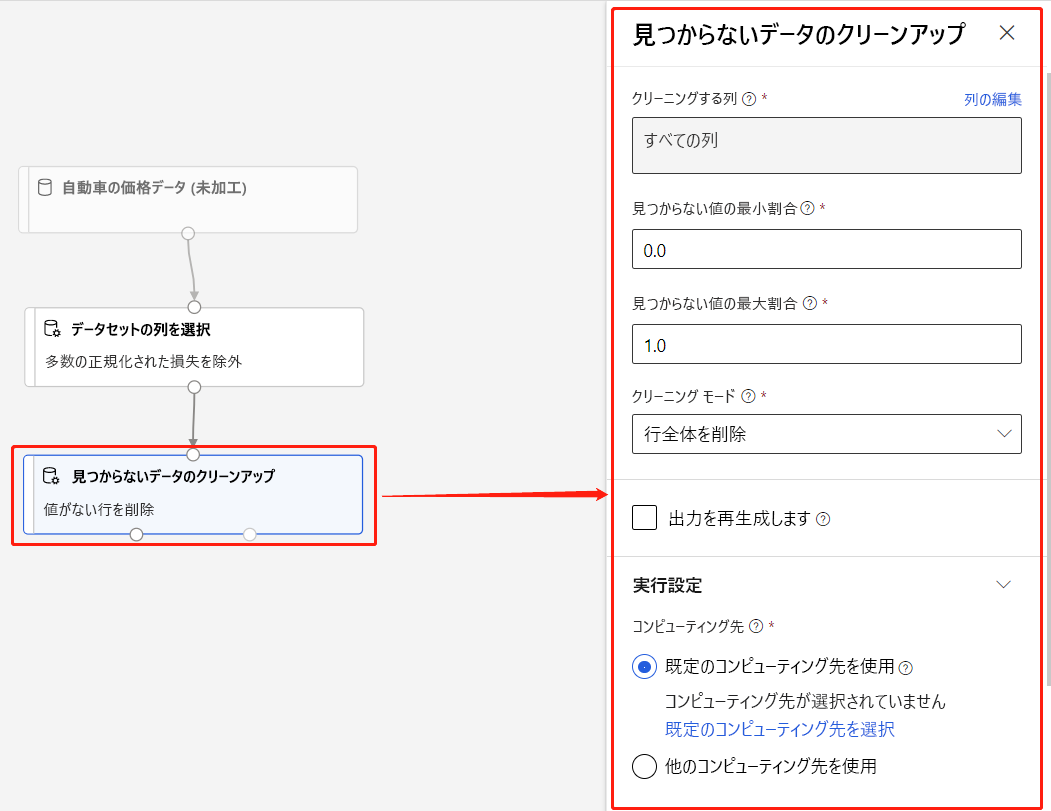 自動車の価格データ (未加工)
データセットの列を選択
多数の正規化された損失を除外
見つからないデータのクリーンアップ
値がない行を削除
見つからないデータのクリーンアップ
クリーニングする列 * 列の編集
すべての列
見つからない値の最小割合 *
0.0
見つからない値の最大割合 *
1.0
クリーニング モード *
行全体を削除
出力を再生成します
実行設定
コンピューティング先 *
既定のコンピューティング先を使用
コンピューティング先が選択されていません
既定のコンピューティング先を選択
他のコンピューティング先を使用